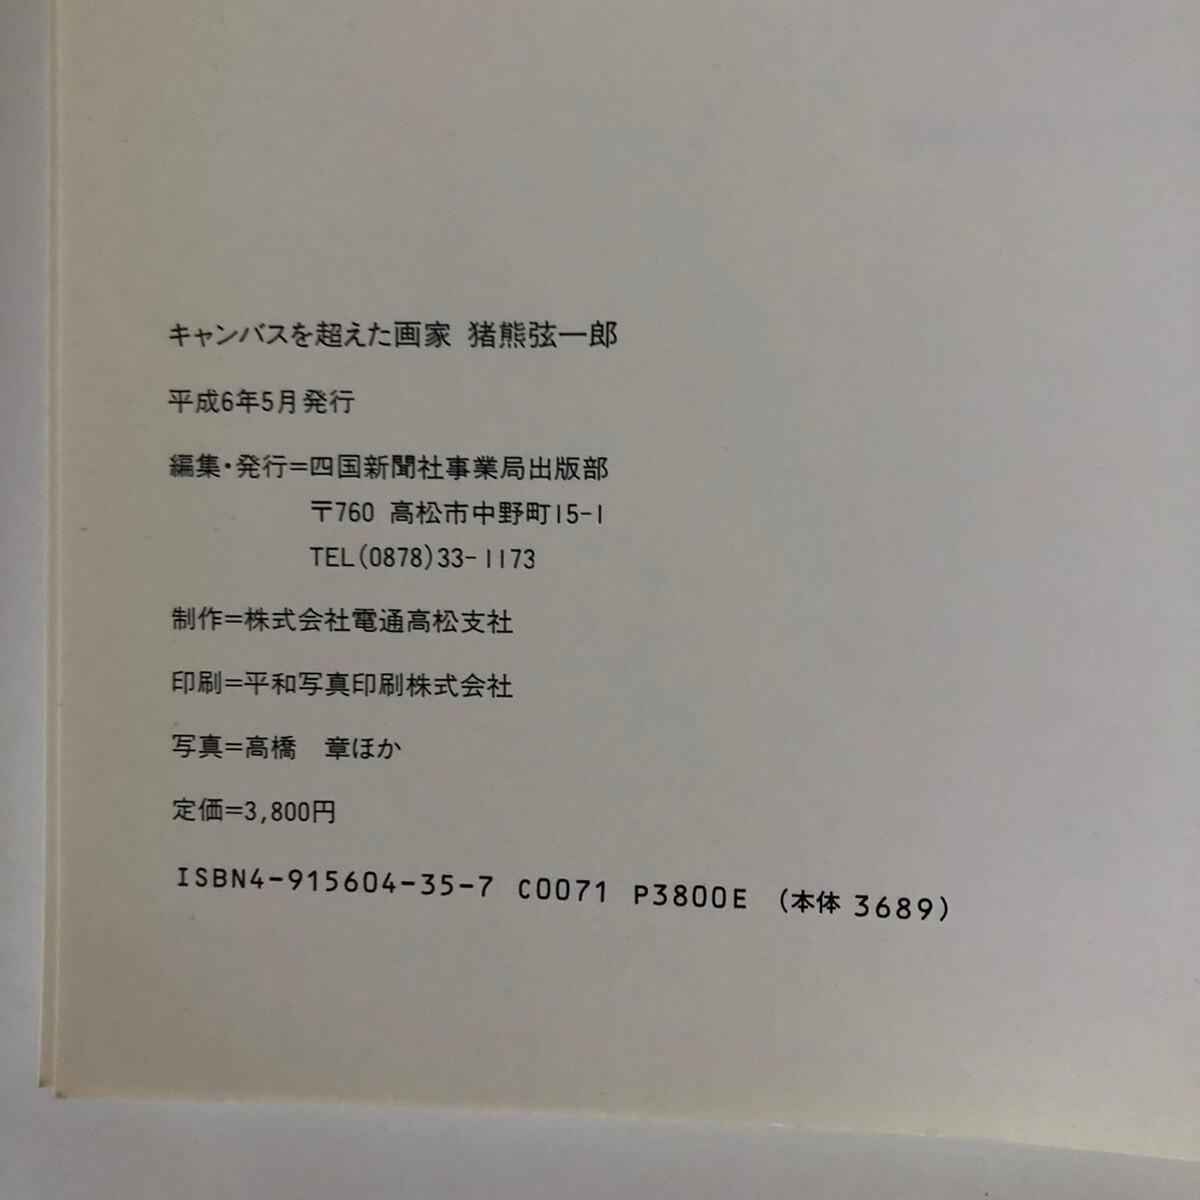 キャンバスを超えた画家 猪熊弦一郎
平成6年5月発行
編集・発行=四国新聞社事業局出版部
〒760 高松市中野町15-1
TEL(0878)33-1173
制作=株式会社電通高松支社
印刷=平和写真印刷株式会社
写真=高橋 章ほか
定価=3,800円
ISBN4-915604-35-7 C0071 P3800E (本体 3689)